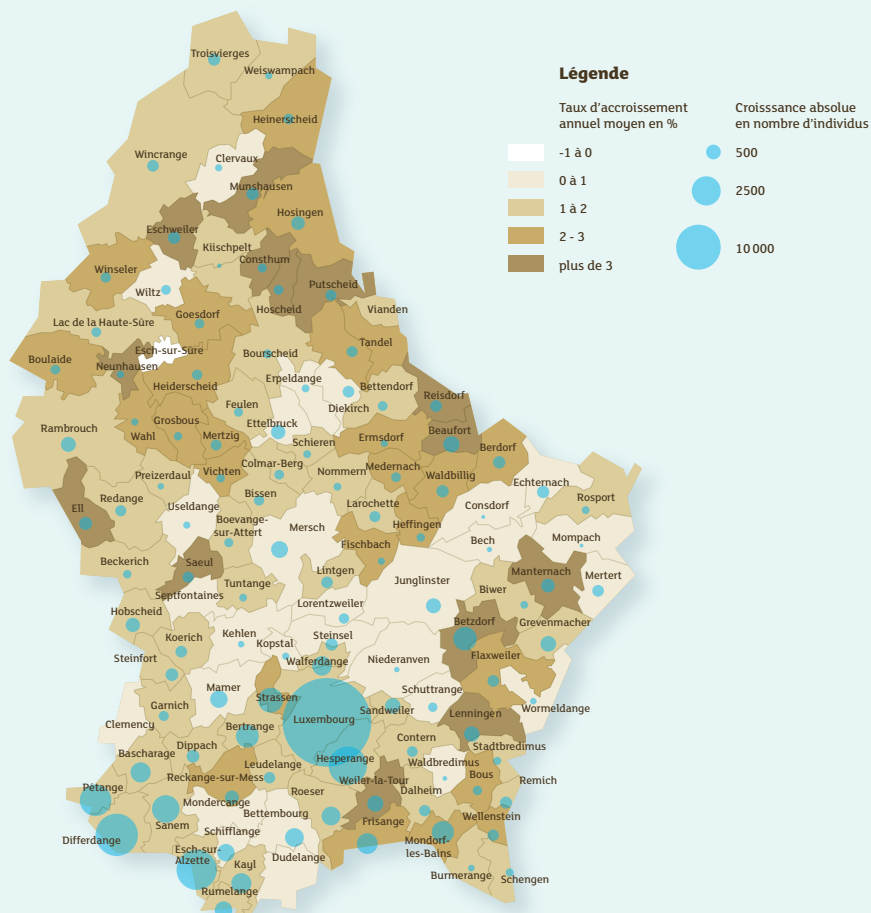 Troisvierges
Weiswampach
Légende
Taux d'accroissement
annuel moyen en %
Croisssance absolue
en nombre d'individus
-1 à 0
0 à 1
1 à 2
2 - 3
plus de 3
500
2500
10 000
Heinerscheid
Wincrange
Clervaux
Munshausen
Hosingen
Eschweiler
Kiischpelt
Consthum
Winseler
Wiltz
Putscheid
Hoscheid
Vianden
Goesdorf
Lac de la Haute-Sûre
Tandel
Esch-sur-Sûre
Bourscheid
Boulaide
Neunhausen
Heiderscheid
Erpeldange
Bettendorf
Reisdorf
Feulen
Diekirch
Rambrouch
Wahl
Grosbous
Mertzig
Ettelbruck
Schieren
Ermsdorf
Beaufort
Berdorf
Preizerdaul
Vichten
Colmar-Berg
Nommern
Medernach
Waldbillig
Echternach
Ell
Redange
Useldange
Bissen
Larochette
Consdorf
Rosport
Boevange-
sur-Attert
Mersch
Heffingen
Fischbach
Bech
Mompach
Beckerich
Saeul
Lintgen
Junglinster
Manternach
Mertert
Septfontaines
Tuntange
Biwer
Hobscheid
Lorentzweiler
Betzdorf
Grevenmacher
Koerich
Kehlen
Kopstal
Steinsel
Steinfort
Walferdange
Niederanven
Flaxweiler
Mamer
Strassen
Schuttrange
Garnich
Luxembourg
Sandweiler
Lenningen
Wormeldange
Clemency
Bertrange
Contern
Stadtbredimus
Bascharage
Dippach
Hesperange
Waldbredimus
Reckange-sur-Mess
Leudelange
Weiler-la-Tour
Bous
Remich
Pétange
Mondercange
Roeser
Dalheim
Bettembourg
Frisange
Wellenstein
Differdange
Sanem
Schifflange
Mondorf-
les-Bains
Esch-sur-
Alzette
Kayl
Dudelange
Burmerange
Schengen
Rumelange